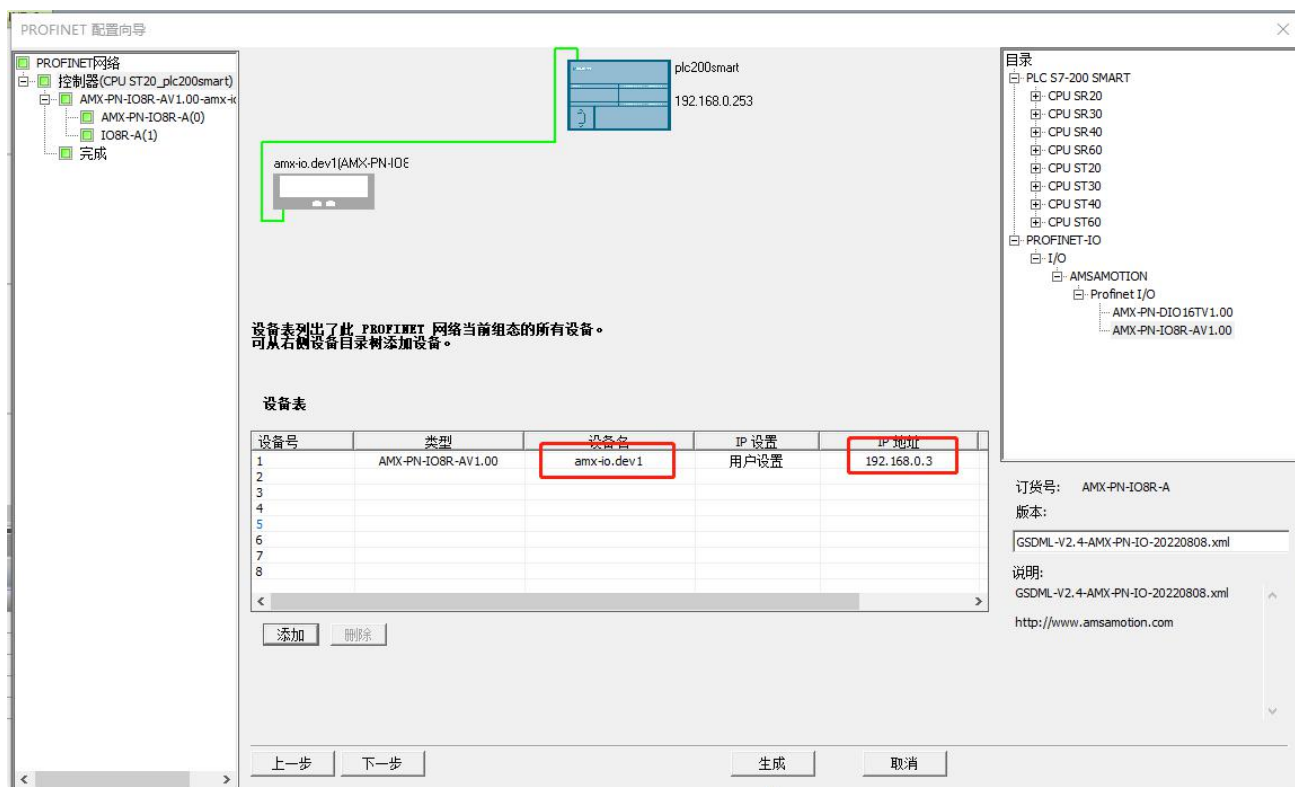 PROFINET 配置向导
PROFINET网络
控制器(CPU ST20_plc200smart)
AMX-PN-IO8R-AV1.00-amx-ic
AMX-PN-IO8R-A(0)
IO8R-A(1)
完成
plc200smart
192.168.0.253
amx-io.dev1(AMX-PN-IO8
设备表列出了此 PROFINET 网络当前组态的所有设备。
可从右侧设备目录树添加设备。
设备表
设备号 类型 设备名 IP 设置 IP 地址
1 AMX-PN-IO8R-AV1.00 amx-io.dev1 用户设置 192.168.0.3
2
3
4
5
6
7
8
添加 删除
上一步 下一步 生成 取消
目录
PLC S7-200 SMART
CPU SR20
CPU SR30
CPU SR40
CPU SR60
CPU ST20
CPU ST30
CPU ST40
CPU ST60
PROFINET-IO
I/O
AMSAMOTION
Profinet I/O
AMX-PN-DIO16TV1.00
AMX-PN-IO8R-AV1.00
订货号: AMX-PN-IO8R-A
版本:
GSDML-V2.4-AMX-PN-IO-20220808.xml
说明:
GSDML-V2.4-AMX-PN-IO-20220808.xml
http://www.amsamotion.com